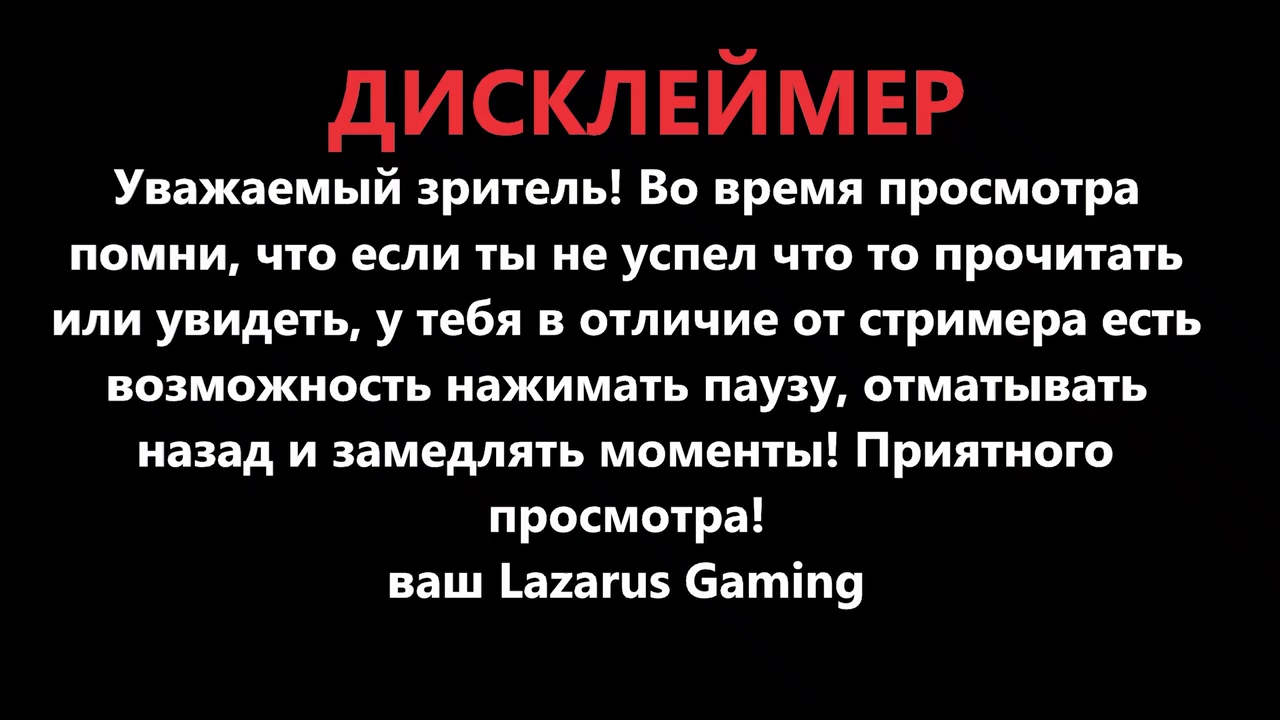 ДИСКЛЕЙМЕР
Уважаемый зритель! Во время просмотра
помни, что если ты не успел что то прочитать
или увидеть, у тебя в отличие от стримера есть
возможность нажимать паузу, отматывать
назад и замедлять моменты! Приятного
просмотра!
ваш Lazarus Gaming